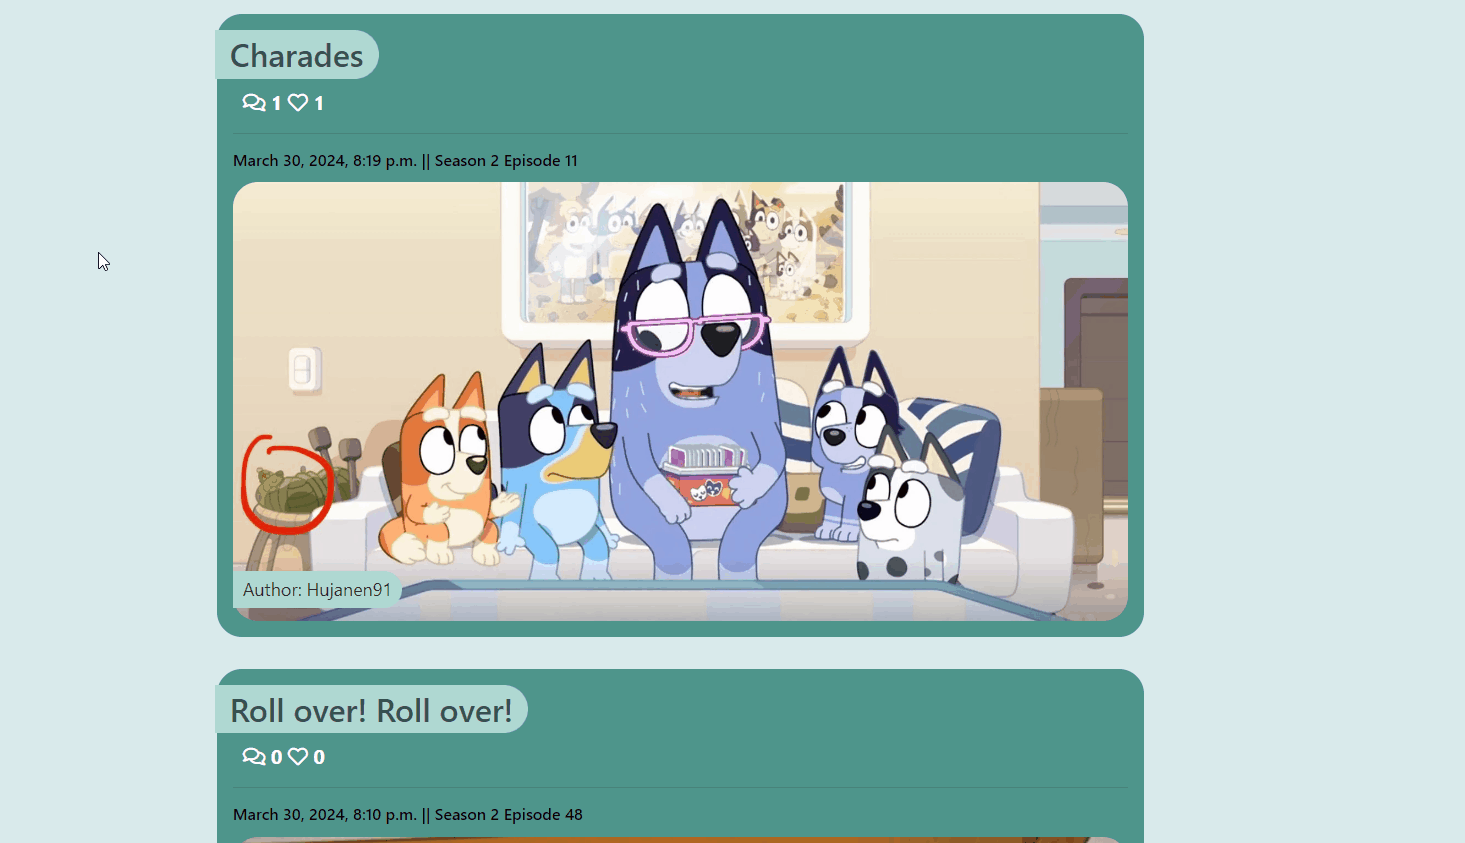 Charades
1 1
March 30, 2024, 8:19 p.m. || Season 2 Episode 11
Author: Hujanen91
Roll over! Roll over!
0 0
March 30, 2024, 8:10 p.m. || Season 2 Episode 48